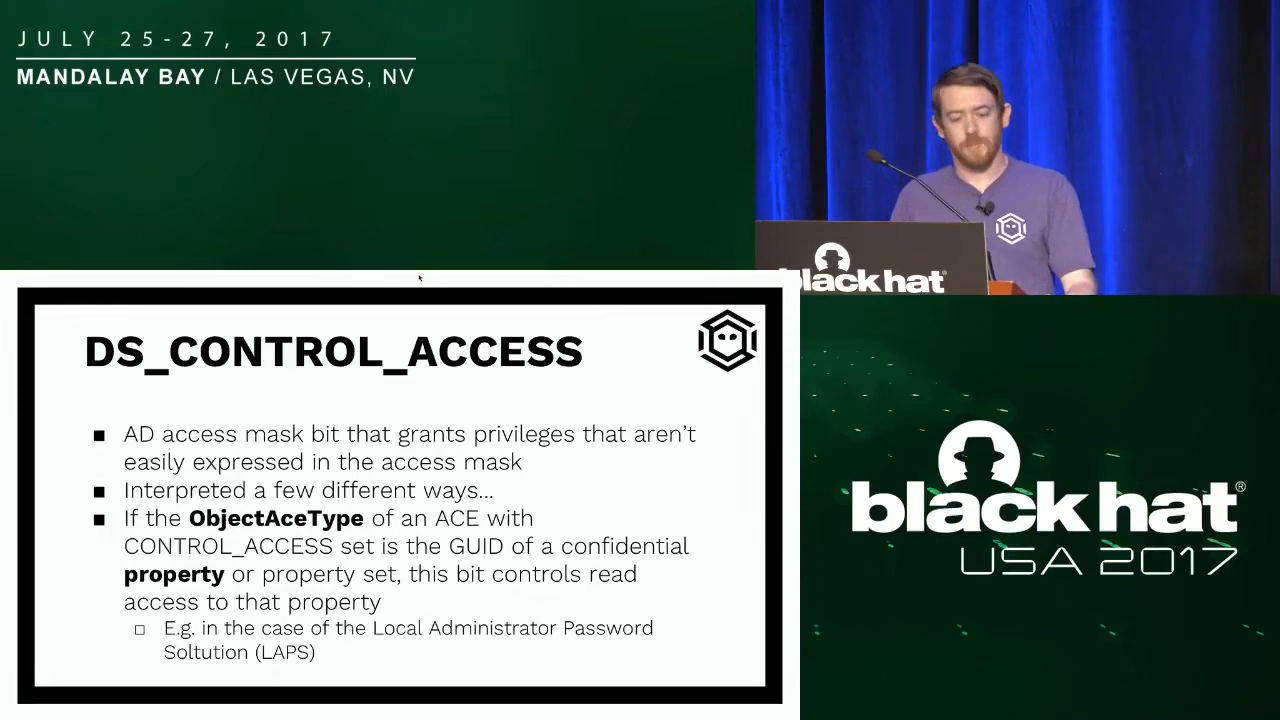 JULY 25-27, 2017
MANDALAY BAY / LAS VEGAS, NV
black hat
DS_CONTROL_ACCESS
■ AD access mask bit that grants privileges that aren't
easily expressed in the access mask
■ Interpreted a few different ways...
■ If the ObjectAceType of an ACE with
CONTROL_ACCESS set is the GUID of a confidential
property or property set, this bit controls read
access to that property
□ E.g. in the case of the Local Administrator Password
Soltution (LAPS)
black hat®
USA 2017